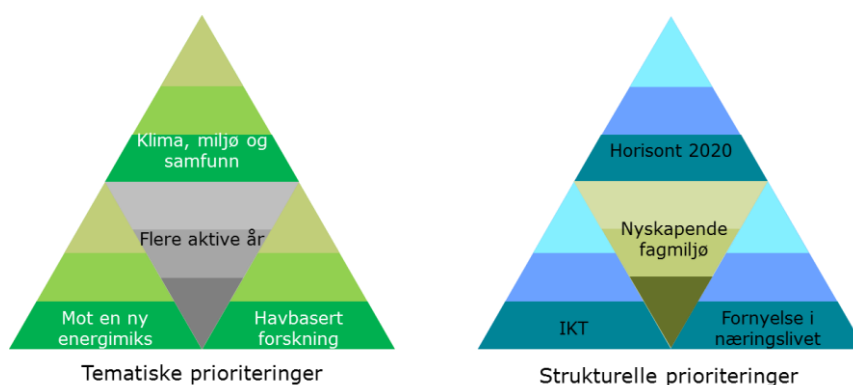 Klima, miljø og
samfunn
Flere aktive år
Mot en ny
energimiks
Havbasert
forskning
Tematiske prioriteringer
Horisont 2020
Nyskapende
fagmiljø
IKT
Fornyelse i
næringslivet
Strukturelle prioriteringer